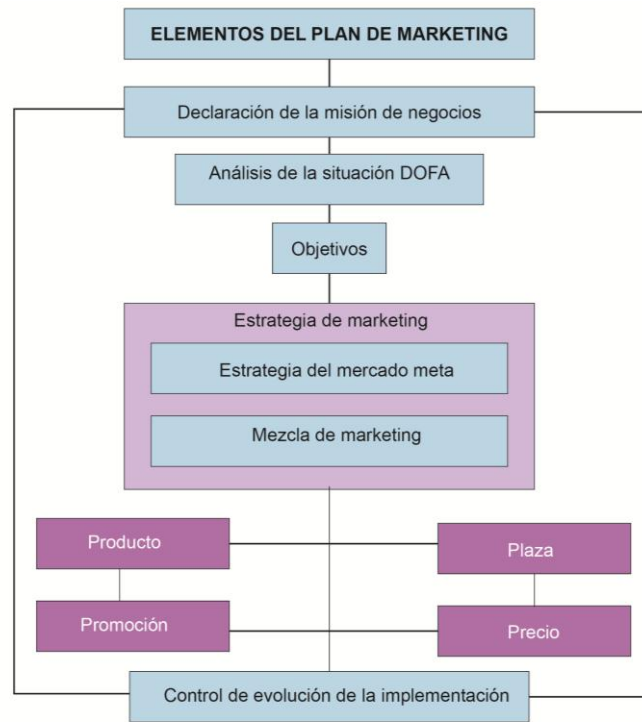 ELEMENTOS DEL PLAN DE MARKETING
Declaración de la misión de negocios
Análisis de la situación DOFA
Objetivos
Estrategia de marketing
Estrategia del mercado meta
Mezcla de marketing
Producto
Plaza
Promoción
Precio
Control de evolución de la implementación